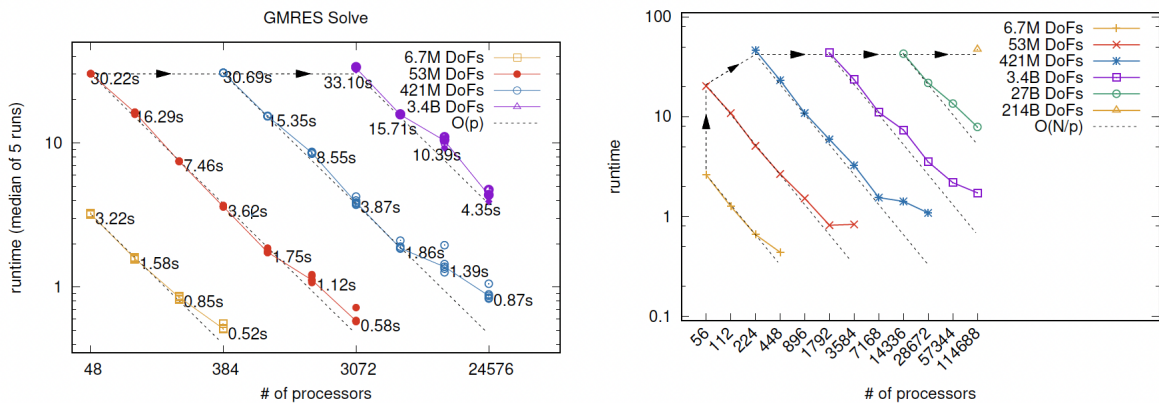 GMRES Solve
runtime (median of 5 runs)
10
1
6.7M DoFs
53M DoFs
421M DoFs
3.4B DoFs
O(p)
30.22s
16.29s
7.46s
3.62s
1.75s
1.12s
0.58s
3.22s
1.58s
0.85s
0.52s
30.69s
15.35s
8.55s
3.87s
1.86s
1.39s
0.87s
33.10s
15.71s
10.39s
4.35s
48
384
3072
24576
# of processors
runtime
100
10
1
0.1
6.7M DoFs
53M DoFs
421M DoFs
3.4B DoFs
27B DoFs
214B DoFs
O(N/p)
56
112
224
448
896
1792
3584
7168
14336
28672
57344
114688
# of processors